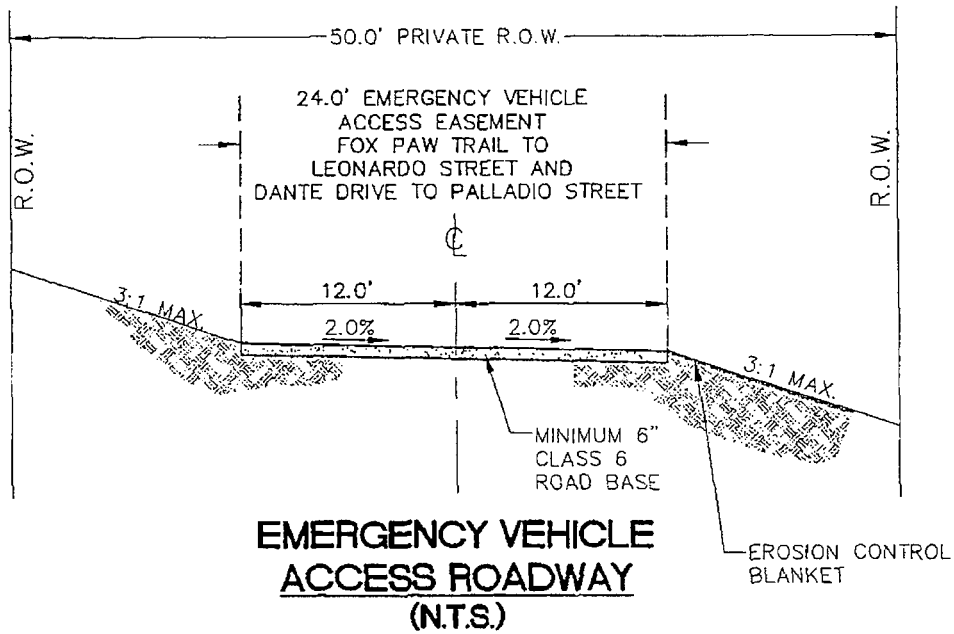 50.0' PRIVATE R.O.W.
24.0' EMERGENCY VEHICLE
ACCESS EASEMENT
FOX PAW TRAIL TO
LEONARDO STREET AND
DANTE DRIVE TO PALLADIO STREET
R.O.W.
R.O.W.
℄
12.0'
12.0'
3:1 MAX.
2.0%
2.0%
3:1 MAX.
MINIMUM 6"
CLASS 6
ROAD BASE
EROSION CONTROL
BLANKET
EMERGENCY VEHICLE
ACCESS ROADWAY
(N.T.S.)